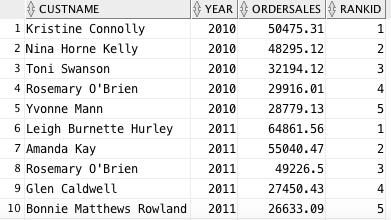 CUSTNAME YEAR ORDERSALES RANKID
1 Kristine Connolly 2010 50475.31 1
2 Nina Horne Kelly 2010 48295.12 2
3 Toni Swanson 2010 32194.12 3
4 Rosemary O'Brien 2010 29916.01 4
5 Yvonne Mann 2010 28779.13 5
6 Leigh Burnette Hurley 2011 64861.56 1
7 Amanda Kay 2011 55040.47 2
8 Rosemary O'Brien 2011 49226.5 3
9 Glen Caldwell 2011 27450.43 4
10 Bonnie Matthews Rowland 2011 26633.09 5